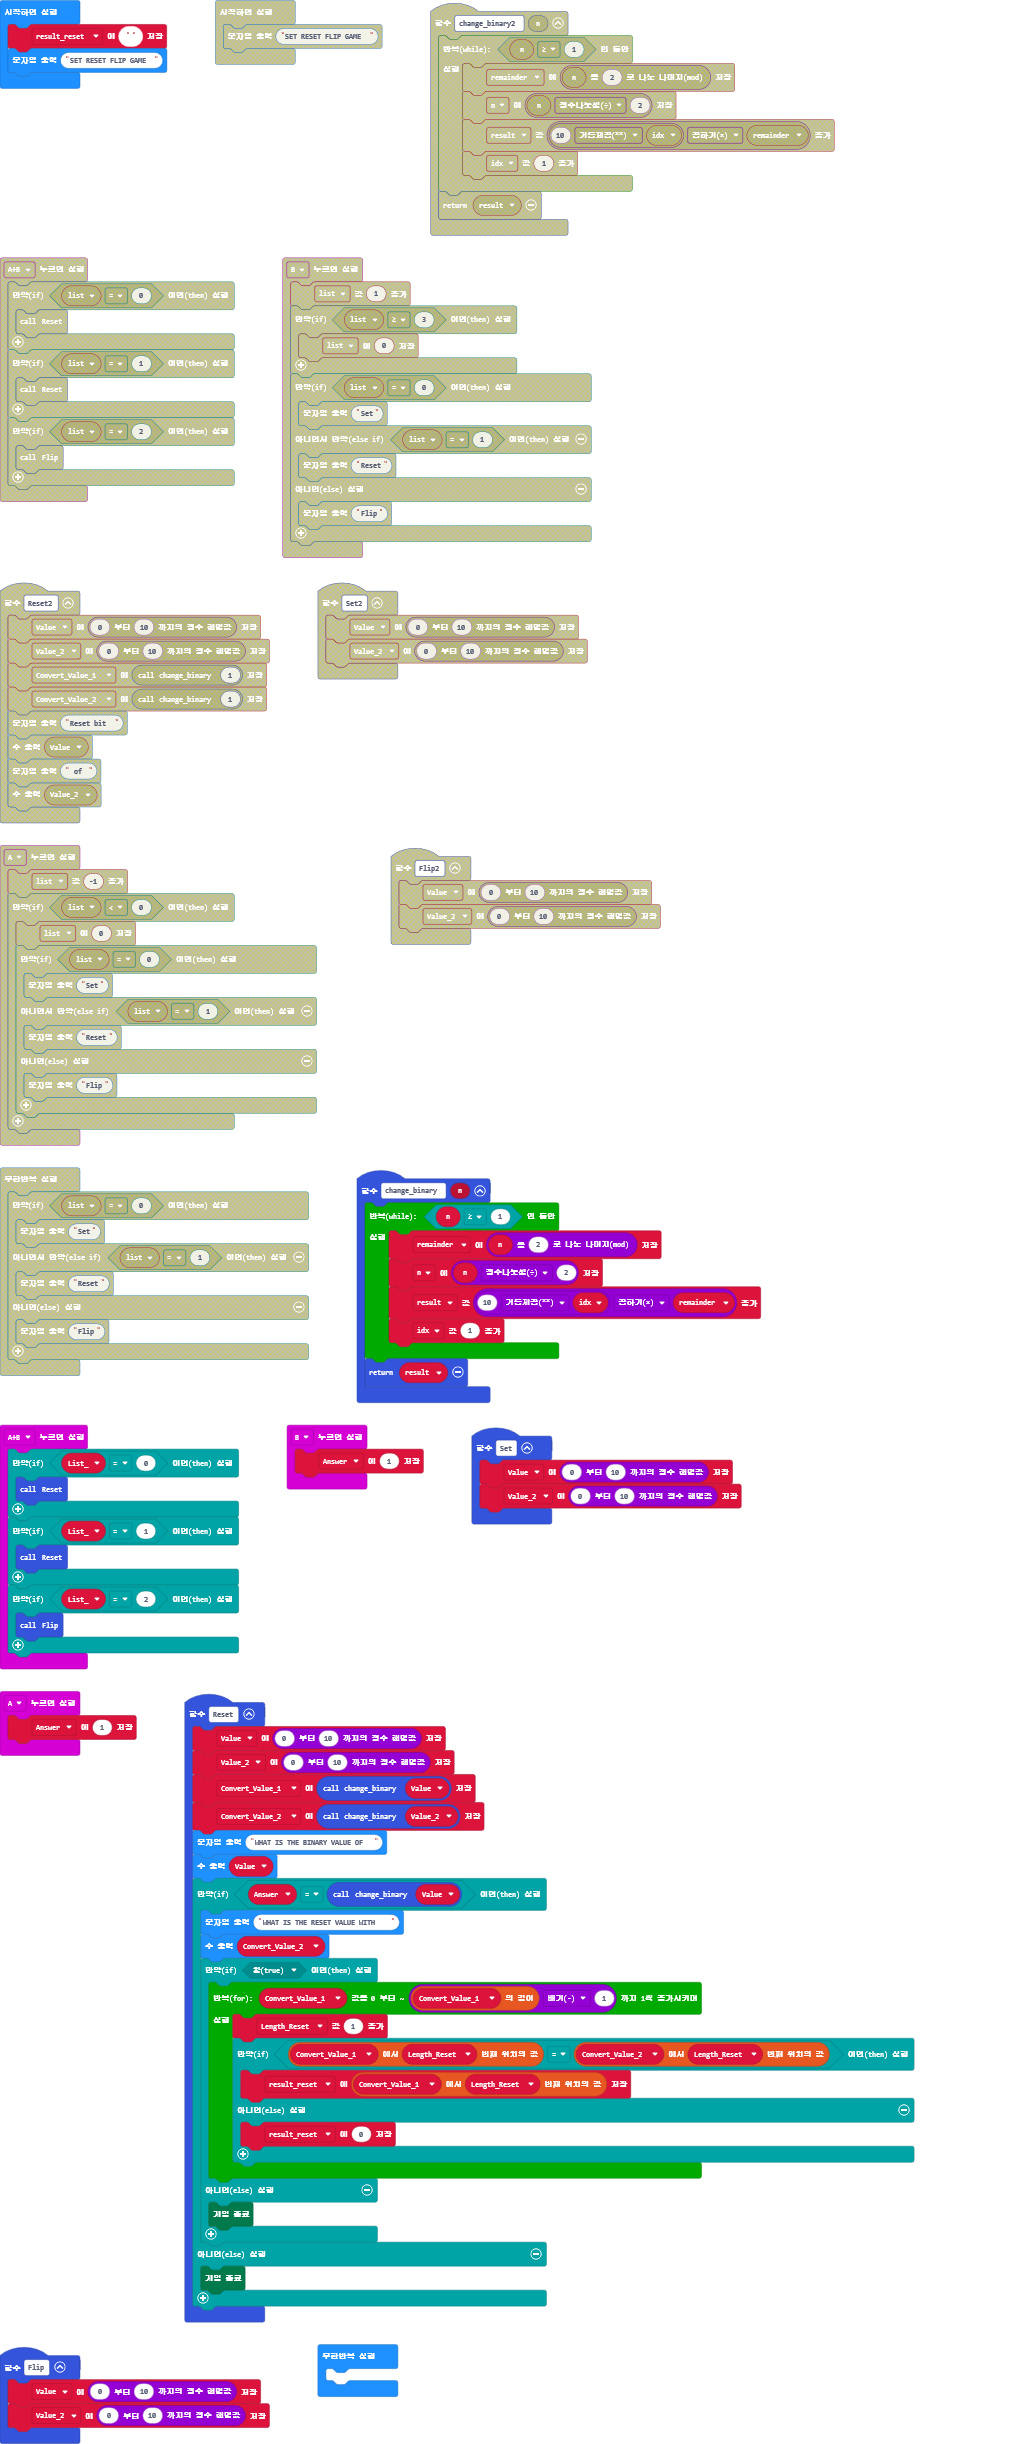 시작하면 실행
result_reset 에 " " 저장
문자열 출력 "SET RESET FLIP GAME "
시작하면 실행
문자열 출력 "SET RESET FLIP GAME "
함수 change_binary2 n
반복(while): n ≥ 1 인 동안
실행
remainder 에 n 을 2 로 나눈 나머지(mod) 저장
n 에 n 정수나눗셈(÷) 2 저장
result 값 10 거듭제곱(**) idx 곱하기(×) remainder 증가
idx 값 1 증가
return result
A+B 누르면 실행
만약(if) list = 0 이면(then) 실행
call Reset
만약(if) list = 1 이면(then) 실행
call Reset
만약(if) list = 2 이면(then) 실행
call Flip
B 누르면 실행
list 값 1 증가
만약(if) list ≥ 3 이면(then) 실행
list 에 0 저장
만약(if) list = 0 이면(then) 실행
문자열 출력 "Set"
아니면서 만약(else if) list = 1 이면(then) 실행
문자열 출력 "Reset"
아니면(else) 실행
문자열 출력 "Flip"
함수 Reset2
Value 에 0 부터 10 까지의 정수 랜덤값 저장
Value_2 에 0 부터 10 까지의 정수 랜덤값 저장
Convert_Value_1 에 call change_binary 1 저장
Convert_Value_2 에 call change_binary 1 저장
문자열 출력 "Reset bit "
수 출력 Value
문자열 출력 " of "
수 출력 Value_2
함수 Set2
Value 에 0 부터 10 까지의 정수 랜덤값 저장
Value_2 에 0 부터 10 까지의 정수 랜덤값 저장
A 누르면 실행
list 값 -1 증가
만약(if) list < 0 이면(then) 실행
list 에 0 저장
만약(if) list = 0 이면(then) 실행
문자열 출력 "Set"
아니면서 만약(else if) list = 1 이면(then) 실행
문자열 출력 "Reset"
아니면(else) 실행
문자열 출력 "Flip"
함수 Flip2
Value 에 0 부터 10 까지의 정수 랜덤값 저장
Value_2 에 0 부터 10 까지의 정수 랜덤값 저장
무한반복 실행
만약(if) list = 0 이면(then) 실행
문자열 출력 "Set"
아니면서 만약(else if) list = 1 이면(then) 실행
문자열 출력 "Reset"
아니면(else) 실행
문자열 출력 "Flip"
함수 change_binary n
반복(while): n ≥ 1 인 동안
실행
remainder 에 n 을 2 로 나눈 나머지(mod) 저장
n 에 n 정수나눗셈(÷) 2 저장
result 값 10 거듭제곱(**) idx 곱하기(×) remainder 증가
idx 값 1 증가
return result
A+B 누르면 실행
만약(if) List_ = 0 이면(then) 실행
call Reset
만약(if) List_ = 1 이면(then) 실행
call Reset
만약(if) List_ = 2 이면(then) 실행
call Flip
B 누르면 실행
Answer 에 1 저장
함수 Set
Value 에 0 부터 10 까지의 정수 랜덤값 저장
Value_2 에 0 부터 10 까지의 정수 랜덤값 저장
A 누르면 실행
Answer 에 1 저장
함수 Reset
Value 에 0 부터 10 까지의 정수 랜덤값 저장
Value_2 에 0 부터 10 까지의 정수 랜덤값 저장
Convert_Value_1 에 call change_binary Value 저장
Convert_Value_2 에 call change_binary Value_2 저장
문자열 출력 "WHAT IS THE BINARY VALUE OF "
수 출력 Value
만약(if) Answer = call change_binary Value 이면(then) 실행
문자열 출력 "WHAT IS THE RESET VALUE WITH "
수 출력 Convert_Value_2
만약(if) 참(true) 이면(then) 실행
반복(for): Convert_Value_1 값을 0 부터 ~ Convert_Value_1 의 길이 빼기(-) 1 까지 1씩 증가시키며
실행
Length_Reset 값 1 증가
만약(if) Convert_Value_1 에서 Length_Reset 번째 위치의 값 = Convert_Value_2 에서 Length_Reset 번째 위치의 값 이면(then) 실행
result_reset 에 Convert_Value_1 에서 Length_Reset 번째 위치의 값 저장
아니면(else) 실행
result_reset 에 0 저장
아니면(else) 실행
게임 종료
아니면(else) 실행
게임 종료
함수 Flip
Value 에 0 부터 10 까지의 정수 랜덤값 저장
Value_2 에 0 부터 10 까지의 정수 랜덤값 저장
무한반복 실행